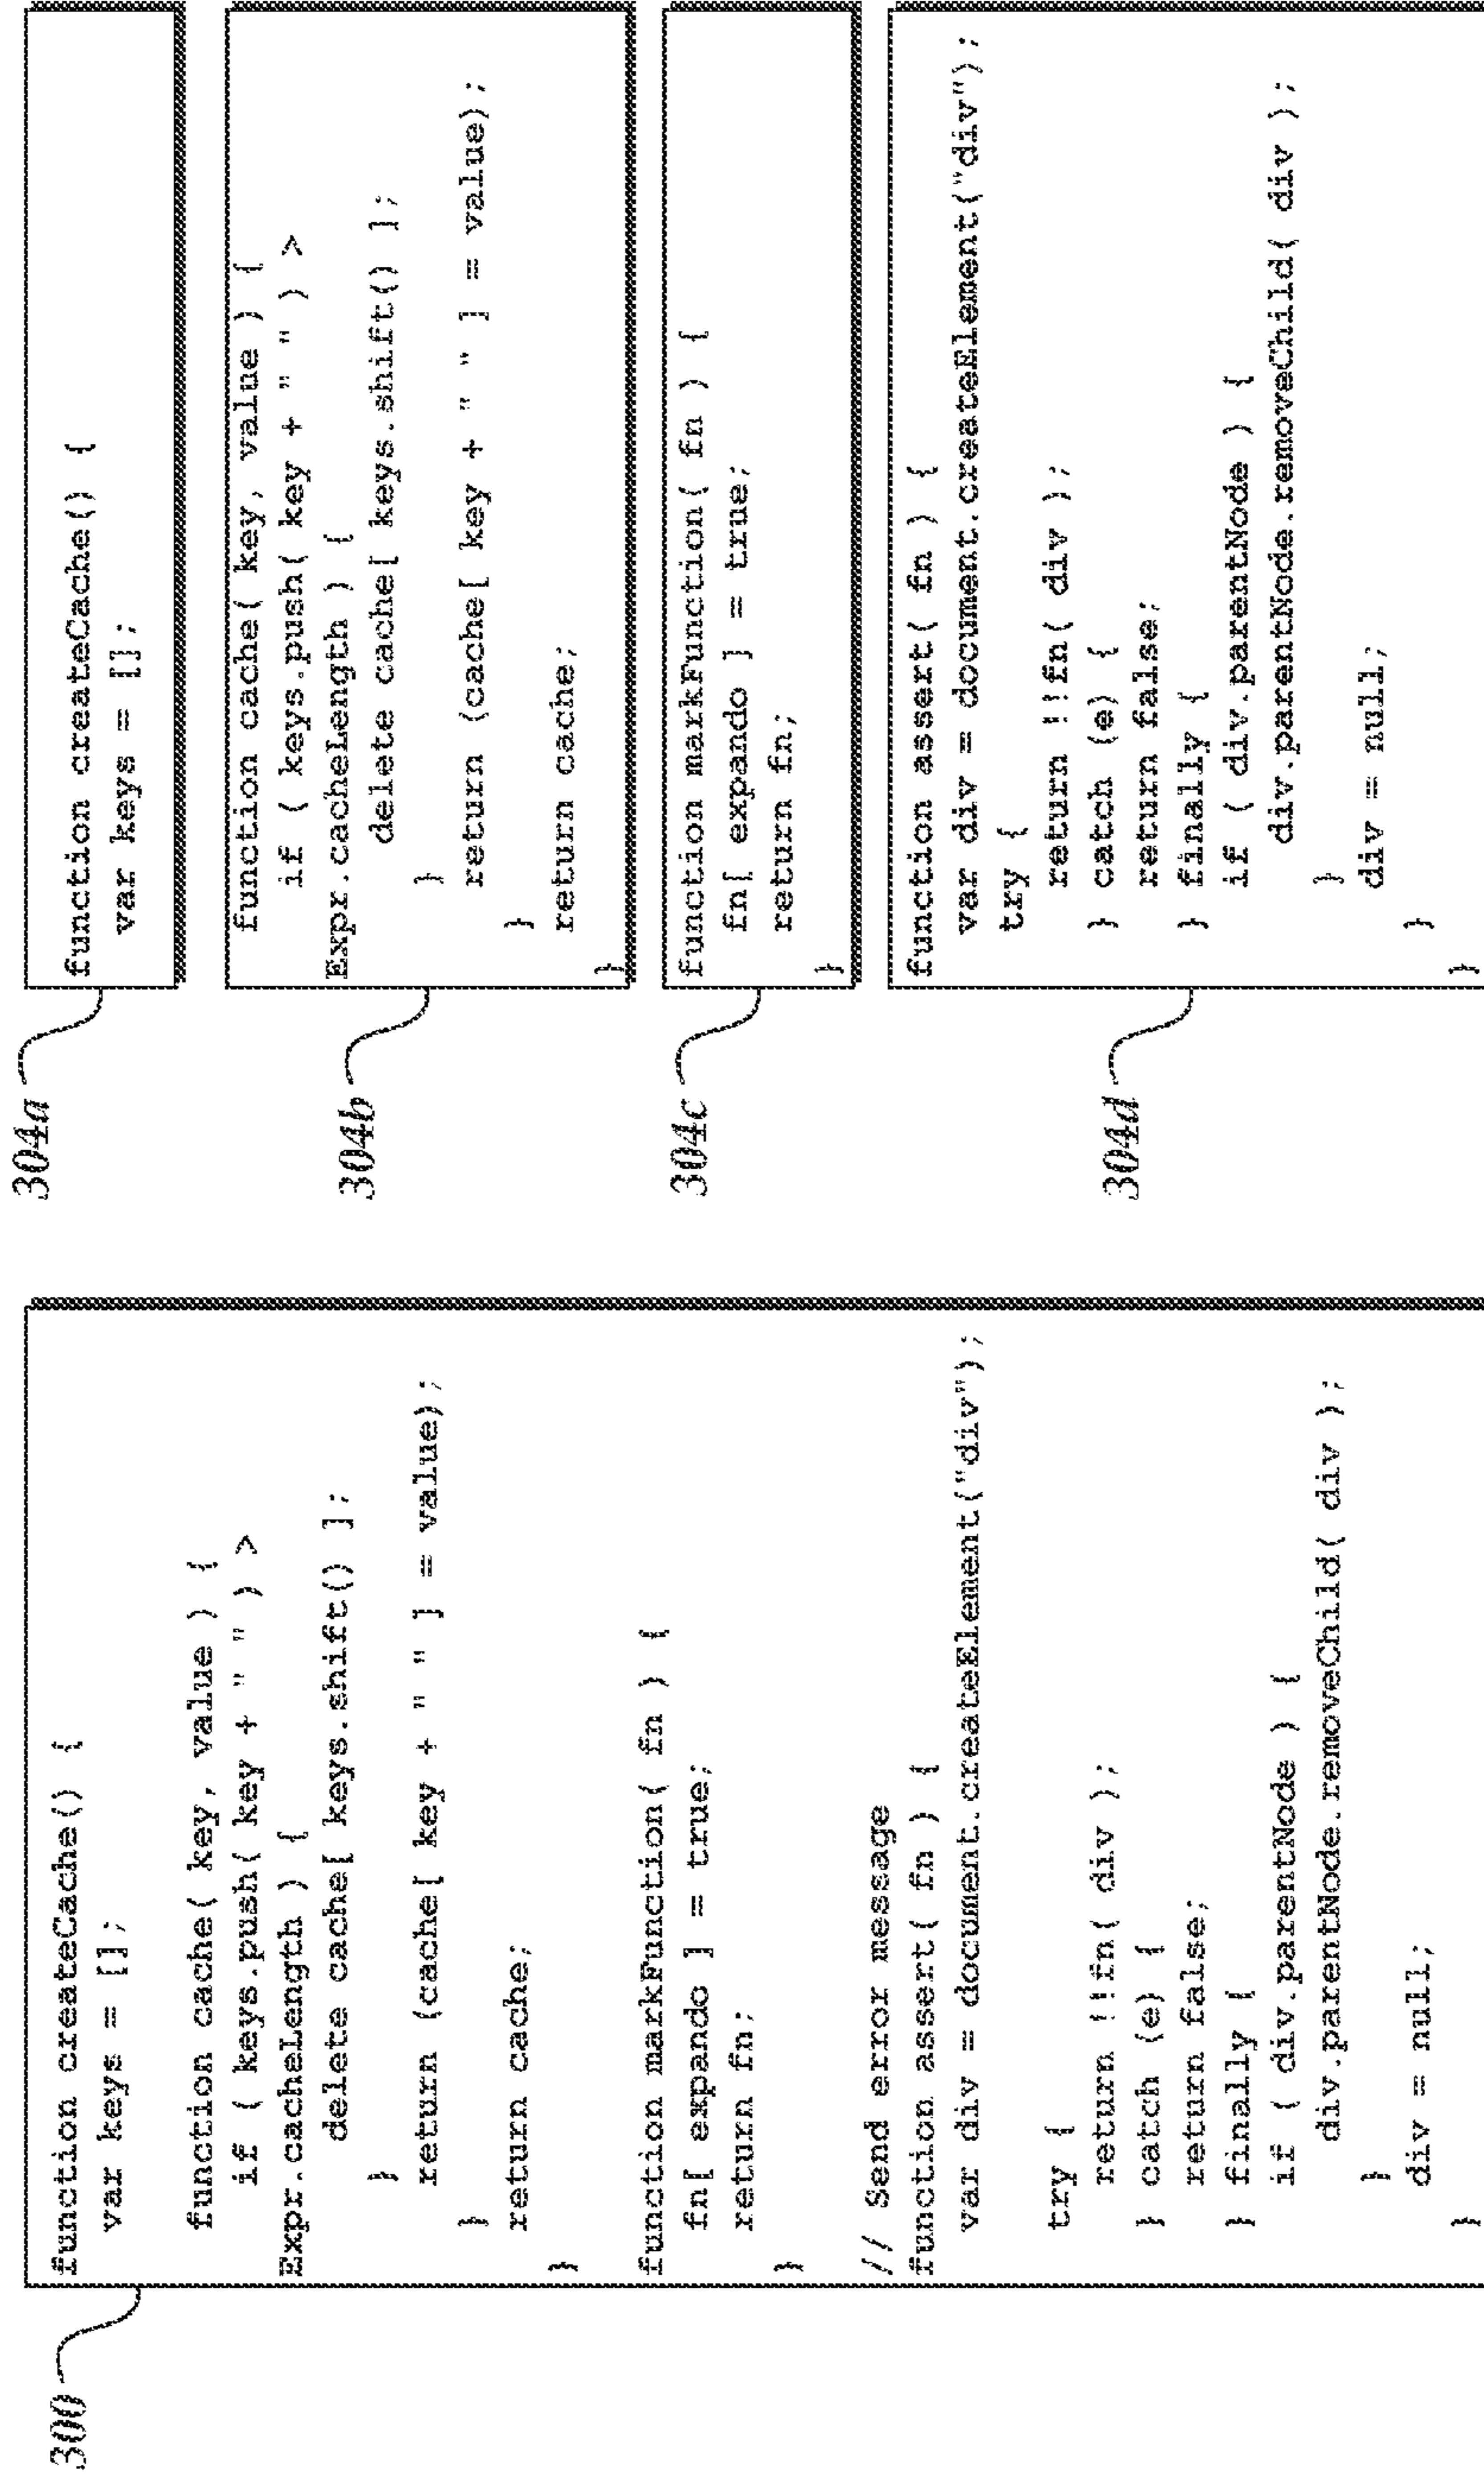 300
function createCache() {
var keys = [];
function cache( key, value ) {
if ( keys.push( key + " " ) >
Expr.cacheLength ) {
delete cache[ keys.shift() ];
}
return (cache[ key + " " ] = value);
}
return cache;
}
function markFunction( fn ) {
fn[ expando ] = true;
return fn;
}
// Send error message
function assert( fn ) {
var div = document.createElement("div");
try {
return !!fn( div );
} catch (e) {
return false;
} finally {
if ( div.parentNode ) {
div.parentNode.removeChild( div );
}
div = null;
}
304a
function createCache() {
var keys = [];
304b
function cache( key, value ) {
if ( keys.push( key + " " ) >
Expr.cacheLength ) {
delete cache[ keys.shift() ];
}
return (cache[ key + " " ] = value);
}
return cache;
}
304c
function markFunction( fn ) {
fn[ expando ] = true;
return fn;
}
304d
function assert( fn ) {
var div = document.createElement("div");
try {
return !!fn( div );
} catch (e) {
return false;
} finally {
if ( div.parentNode ) {
div.parentNode.removeChild( div );
}
div = null;
}
}